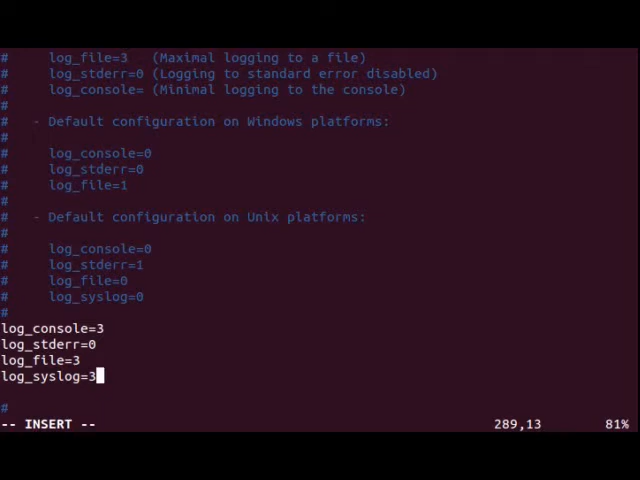 #     log_file=3   (Maximal logging to a file)
#     log_stderr=0 (Logging to standard error disabled)
#     log_console= (Minimal logging to the console)
#
#   - Default configuration on Windows platforms:
#
#     log_console=0
#     log_stderr=0
#     log_file=1
#
#   - Default configuration on Unix platforms:
#
#     log_console=0
#     log_stderr=1
#     log_file=0
#     log_syslog=0
#
log_console=3
log_stderr=0
log_file=3
log_syslog=3
#
-- INSERT -- 289,13 81%